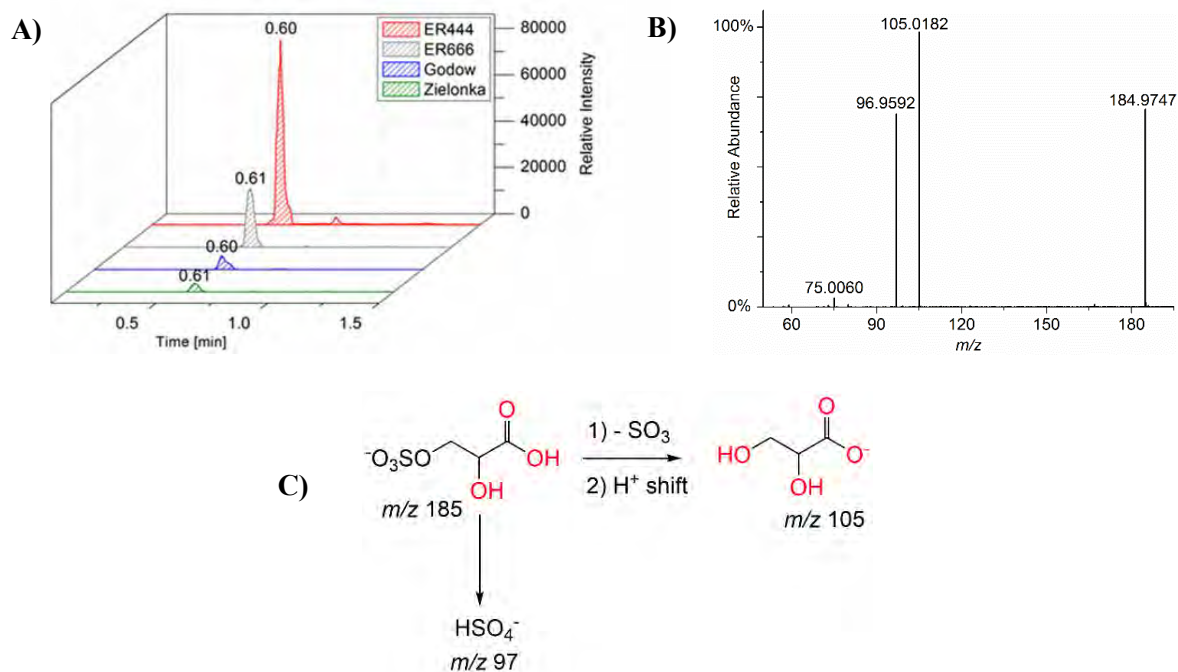 A)
0.60
0.61
0.60
0.61
ER444
ER666
Godow
Zielonka
80000
60000
40000
20000
0
Relative Intensity
0.5
1.0
1.5
Time [min]
B)
100%
0%
Relative Abundance
105.0182
96.9592
184.9747
75.0060
60
90
120
150
180
m/z
C)
⁻O₃SO
O
OH
OH
m/z 185
1) - SO₃
2) H⁺ shift
HO
O
O⁻
OH
m/z 105
HSO₄⁻
m/z 97